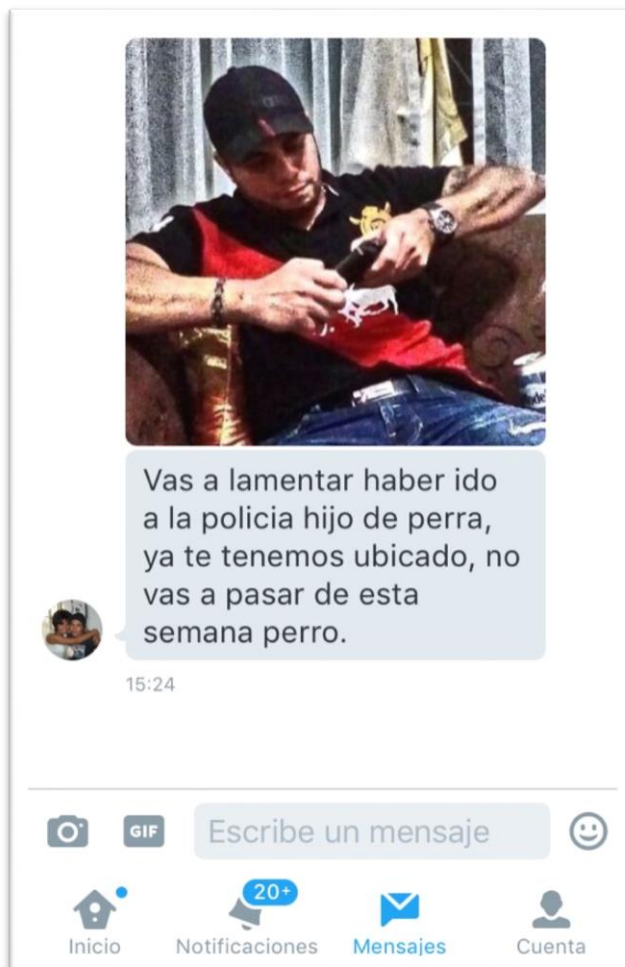 Vas a lamentar haber ido
a la policia hijo de perra,
ya te tenemos ubicado, no
vas a pasar de esta
semana perro.
15:24
GIF
Escribe un mensaje
20+
Inicio
Notificaciones
Mensajes
Cuenta